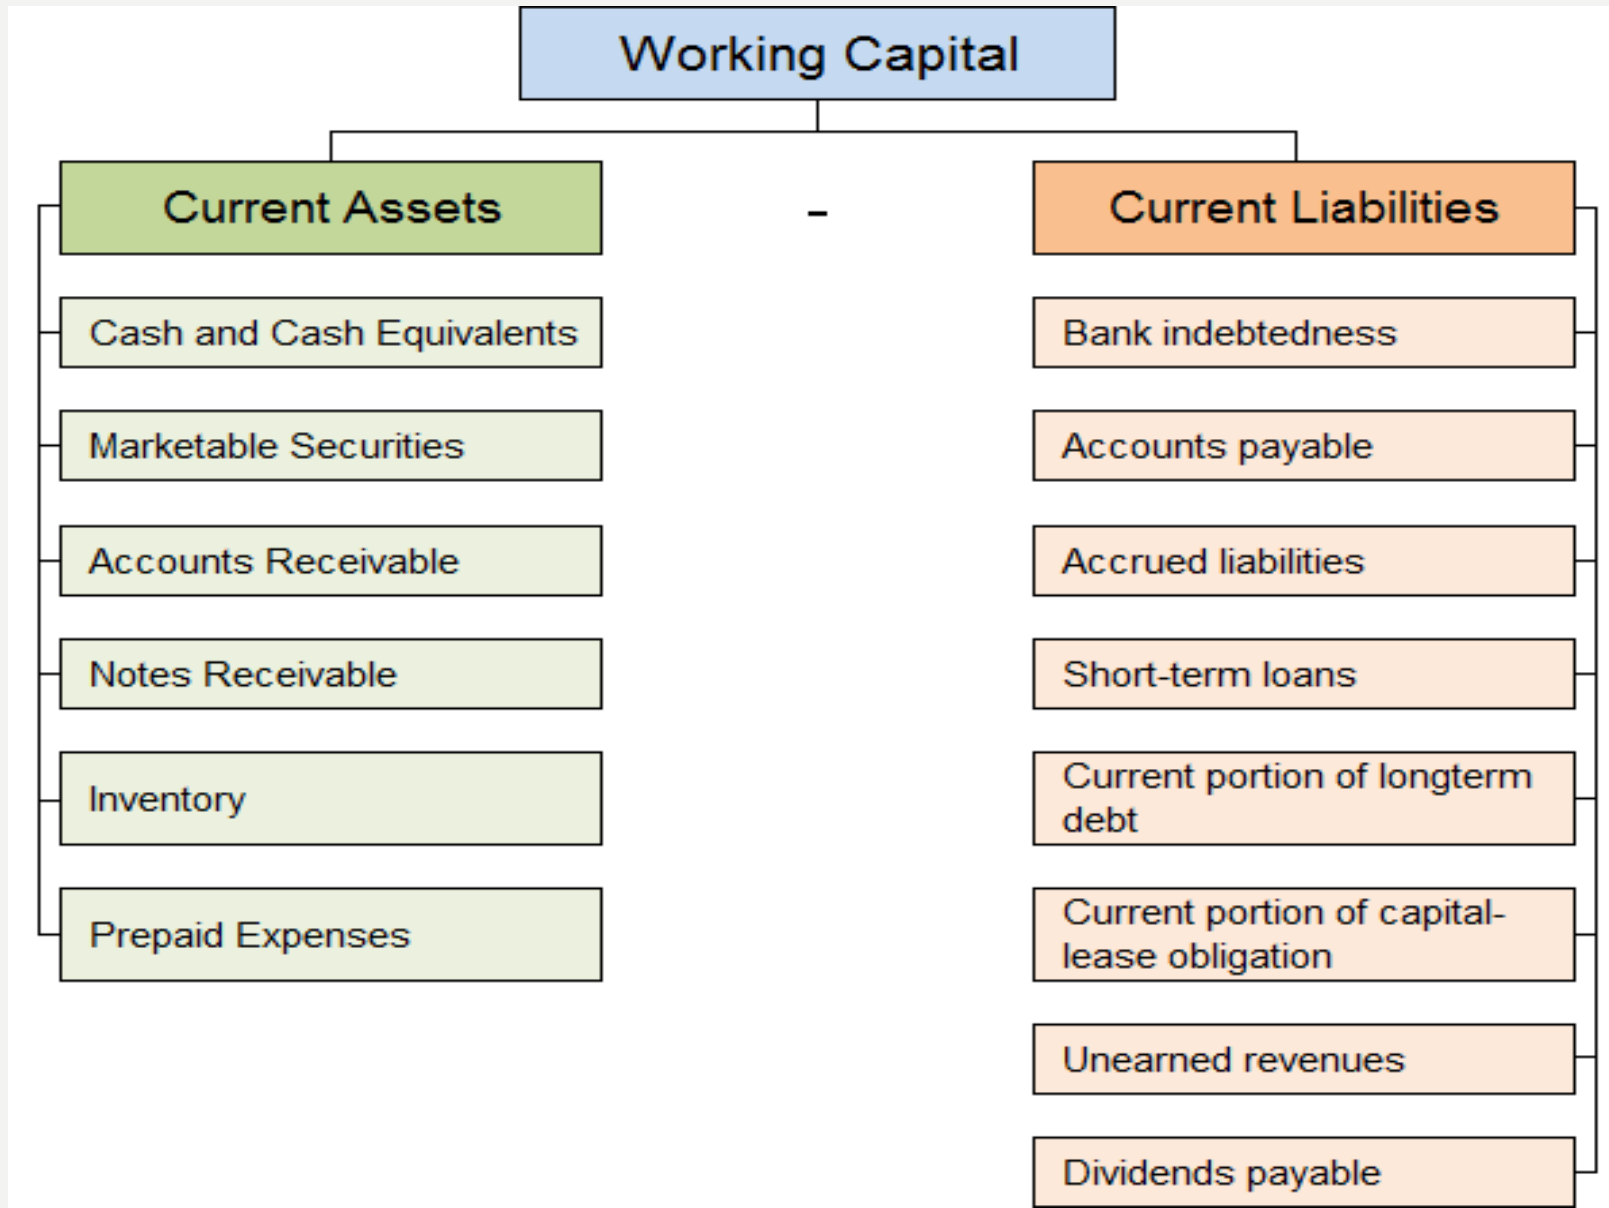 Working Capital
Current Assets
-
Current Liabilities
Cash and Cash Equivalents
Marketable Securities
Accounts Receivable
Notes Receivable
Inventory
Prepaid Expenses
Bank indebtedness
Accounts payable
Accrued liabilities
Short-term loans
Current portion of longterm
debt
Current portion of capital-
lease obligation
Unearned revenues
Dividends payable